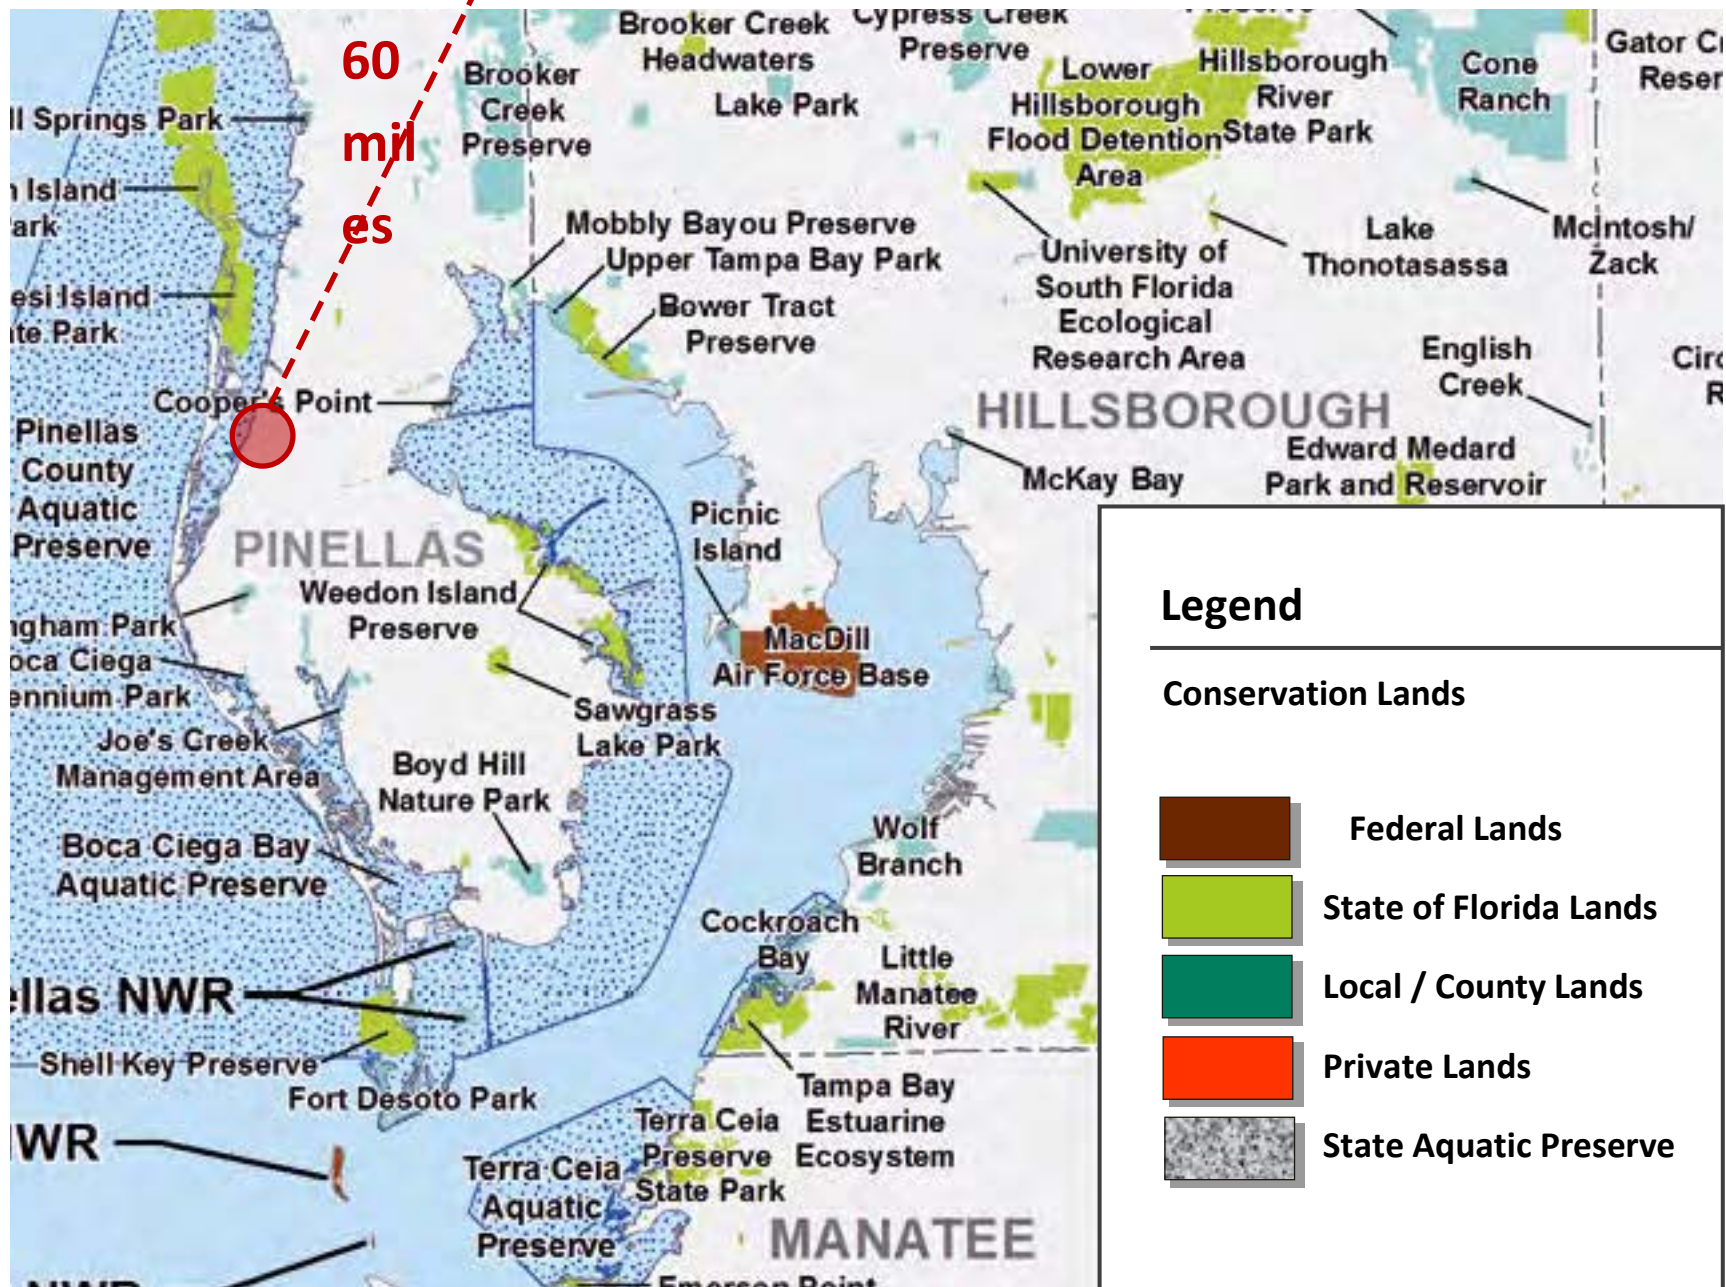 60
mil
es
Brooker Creek
Headwaters
Cypress Creek
Preserve
Brooker
Creek
Preserve
Lake Park
Lower
Hillsborough
Flood Detention
Area
Hillsborough
River
State Park
Cone
Ranch
Gator
ll Springs Park
Island
ark
esi Island
te Park
Mobbly Bayou Preserve
Upper Tampa Bay Park
Bower Tract
Preserve
University of
South Florida
Ecological
Research Area
Lake
Thonotasassa
McIntosh/
Zack
English
Creek
Cooper's Point
Pinellas
County
Aquatic
Preserve
HILLSBOROUGH
Edward Medard
Park and Reservoir
McKay Bay
Picnic
Island
PINELLAS
Weedon Island
Preserve
MacDill
Air Force Base
ngham Park
oca Ciega
ennium Park
Sawgrass
Lake Park
Joe's Creek
Management Area
Boyd Hill
Nature Park
Boca Ciega Bay
Aquatic Preserve
Wolf
Branch
Cockroach
Bay
Little
Manatee
River
ellas NWR
Shell Key Preserve
Fort Desoto Park
Tampa Bay
Estuarine
Ecosystem
Terra Ceia
Preserve
State Park
WR
Terra Ceia
Aquatic
Preserve
MANATEE
Emerson Point
NWR
Legend
Conservation Lands
Federal Lands
State of Florida Lands
Local / County Lands
Private Lands
State Aquatic Preserve